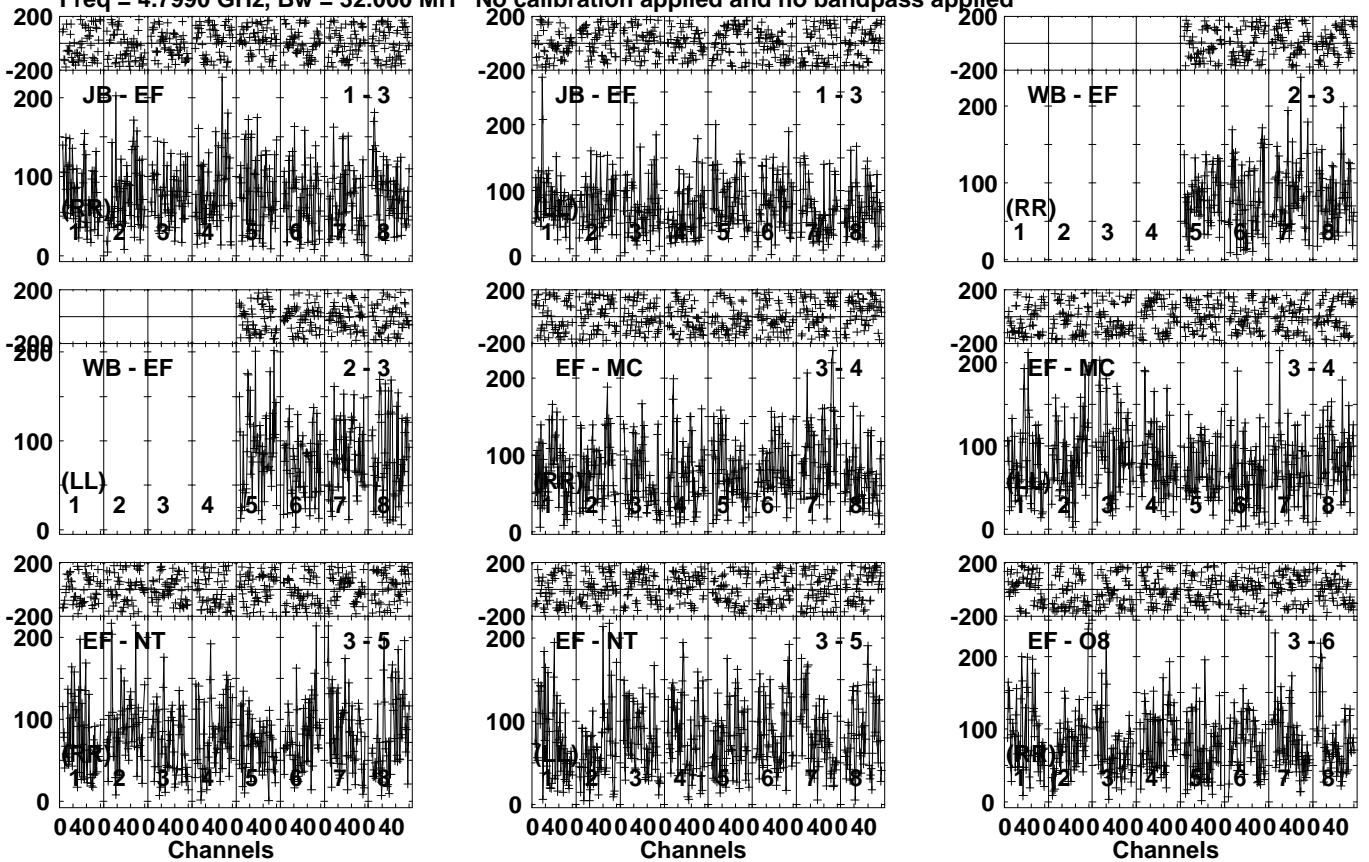 Freq = 4.7990 GHz, Bw = 32.000 MH No calibration applied and no bandpass applied
200 200 200
-200 -200 -200
JB - EF 1 - 3 JB - EF 1 - 3 WB - EF 2 - 3
200 200 200
100 100 100
(RR) (LL) (RR)
1 2 3 4 5 6 7 8 1 2 3 4 5 6 7 8 1 2 3 4 5 6 7 8
0 0 0
200 200 200
-200 -200 -200
WB - EF 2 - 3 EF - MC 3 - 4 EF - MC 3 - 4
200 200 200
100 100 100
(LL) (RR) (LL)
1 2 3 4 5 6 7 8 1 2 3 4 5 6 7 8 1 2 3 4 5 6 7 8
0 0 0
200 200 200
-200 -200 -200
EF - NT 3 - 5 EF - NT 3 - 5 EF - O8 3 - 6
200 200 200
100 100 100
(RR) (LL) (RR)
1 2 3 4 5 6 7 8 1 2 3 4 5 6 7 8 1 2 3 4 5 6 7 8
0 0 0
0 40 0 40 0 40 0 40 0 40 0 40 0 40 0 40 0 40 0 40 0 40 0 40 0 40 0 40 0 40 0 40 0 40 0 40 0 40 0 40 0 40 0 40 0 40 0 40
Channels Channels Channels